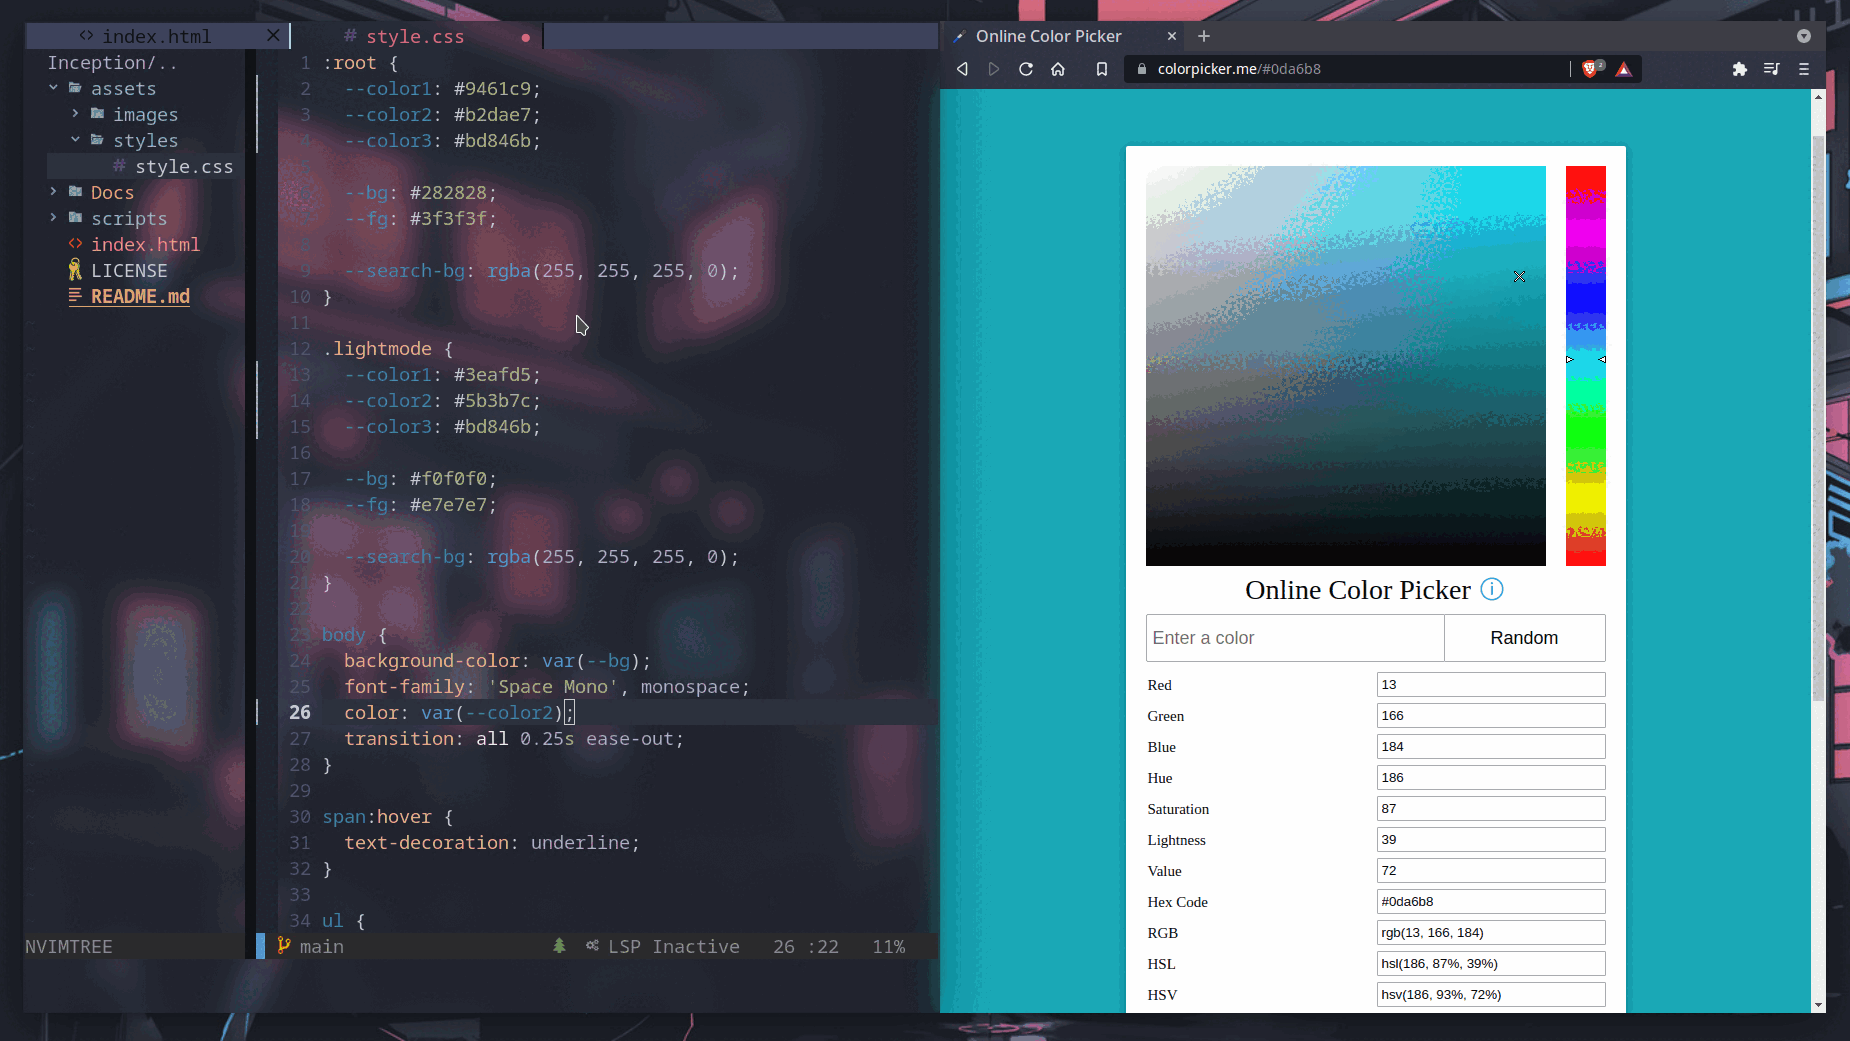 index.html
style.css
Inception/..
assets
images
styles
style.css
Docs
scripts
index.html
LICENSE
README.md
NVIMTREE
1 :root {
2 --color1: #9461c9;
3 --color2: #b2dae7;
4 --color3: #bd846b;
5
6 --bg: #282828;
7 --fg: #3f3f3f;
8
9 --search-bg: rgba(255, 255, 255, 0);
10 }
11
12 .lightmode {
13 --color1: #3eafd5;
14 --color2: #5b3b7c;
15 --color3: #bd846b;
16
17 --bg: #f0f0f0;
18 --fg: #e7e7e7;
19
20 --search-bg: rgba(255, 255, 255, 0);
21 }
22
23 body {
24 background-color: var(--bg);
25 font-family: 'Space Mono', monospace;
26 color: var(--color2);
27 transition: all 0.25s ease-out;
28 }
29
30 span:hover {
31 text-decoration: underline;
32 }
33
34 ul {
main LSP Inactive 26 :22 11%
Online Color Picker
colorpicker.me/#0da6b8
2
Online Color Picker
Enter a color Random
Red 13
Green 166
Blue 184
Hue 186
Saturation 87
Lightness 39
Value 72
Hex Code #0da6b8
RGB rgb(13, 166, 184)
HSL hsl(186, 87%, 39%)
HSV hsv(186, 93%, 72%)